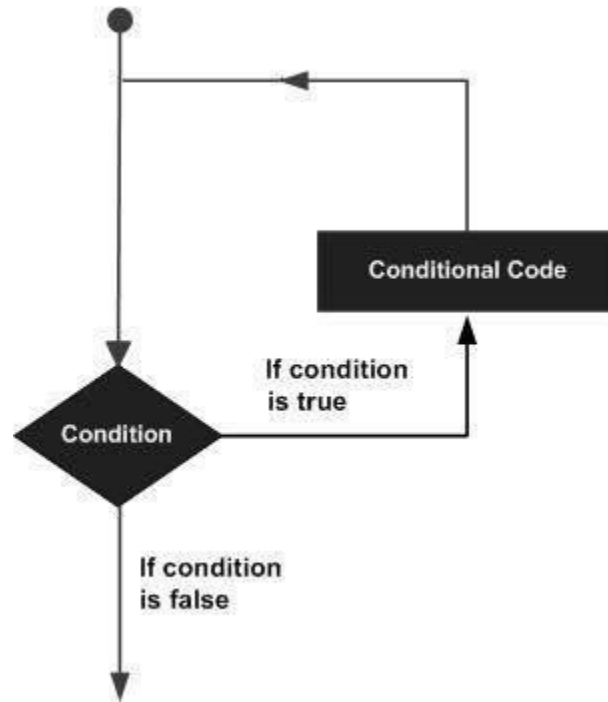 Conditional Code
If condition
is true
Condition
If condition
is false